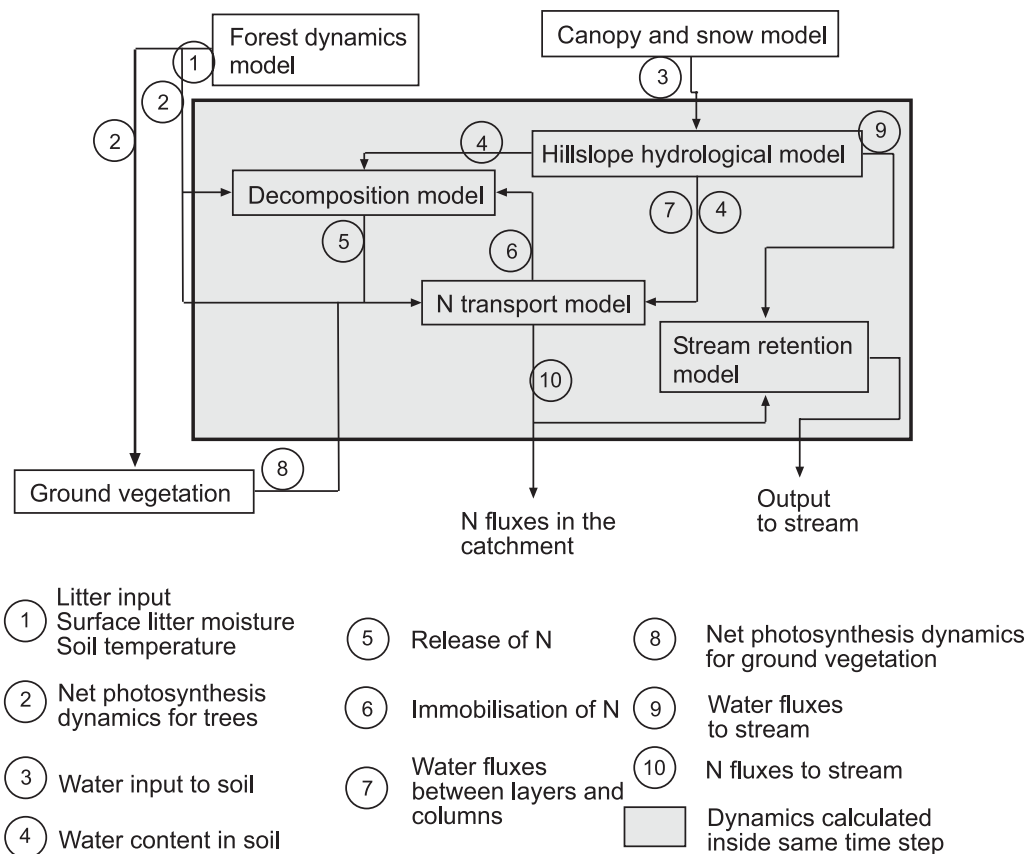 Forest dynamics
model
Canopy and snow model
1
2
2
3
4
Hillslope hydrological model
9
Decomposition model
7
4
5
6
N transport model
Stream retention
model
10
Ground vegetation
8
N fluxes in the
catchment
Output
to stream
1
Litter input
Surface litter moisture
Soil temperature
2
Net photosynthesis
dynamics for trees
3
Water input to soil
4
Water content in soil
5
Release of N
6
Immobilisation of N
7
Water fluxes
between layers and
columns
8
Net photosynthesis dynamics
for ground vegetation
9
Water fluxes
to stream
10
N fluxes to stream
Dynamics calculated
inside same time step